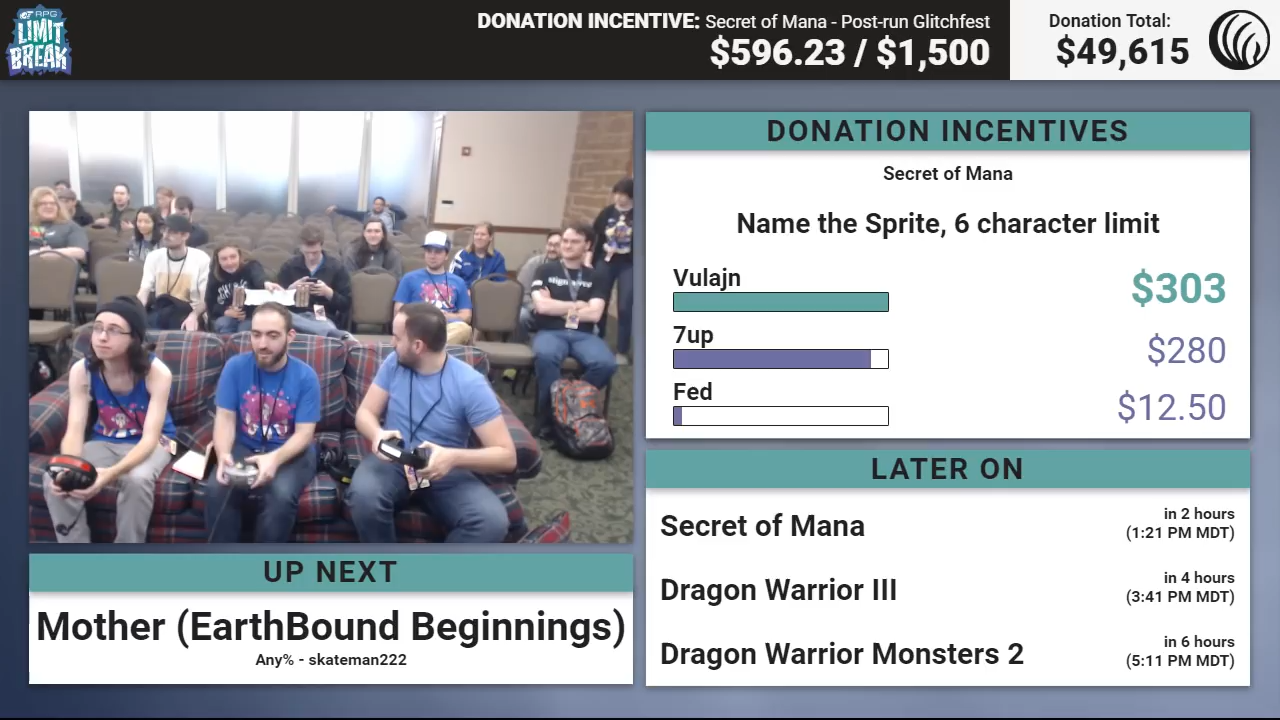 RPG
LIMIT
BREAK
DONATION INCENTIVE: Secret of Mana - Post-run Glitchfest
$596.23 / $1,500
Donation Total:
$49,615
DONATION INCENTIVES
Secret of Mana
Name the Sprite, 6 character limit
Vulajn
$303
7up
$280
Fed
$12.50
UP NEXT
Mother (EarthBound Beginnings)
Any% - skateman222
LATER ON
Secret of Mana
in 2 hours
(1:21 PM MDT)
Dragon Warrior III
in 4 hours
(3:41 PM MDT)
Dragon Warrior Monsters 2
in 6 hours
(5:11 PM MDT)